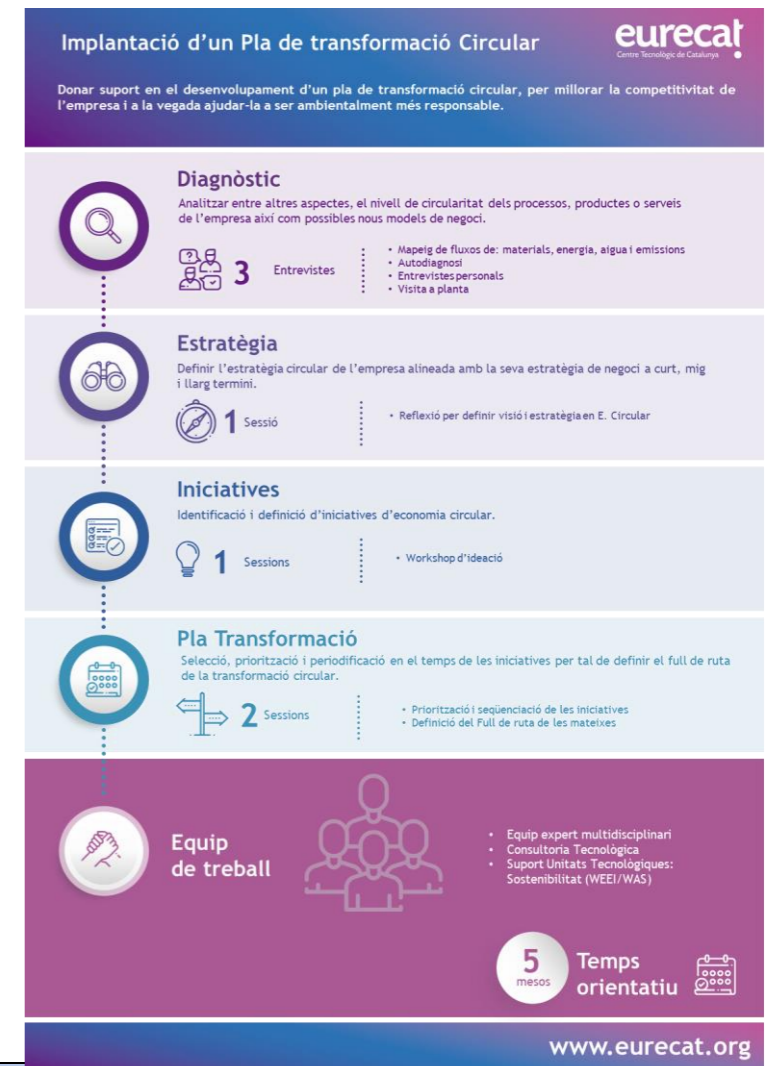 Implantació d'un Pla de transformació Circular
eurecat
Centre Tecnològic de Catalunya
Donar suport en el desenvolupament d'un pla de transformació circular, per millorar la competitivitat de
l'empresa i a la vegada ajudar-la a ser ambientalment més responsable.
Diagnòstic
Analitzar entre altres aspectes, el nivell de circularitat dels processos, productes o serveis
de l'empresa així com possibles nous models de negoci.
3 Entrevistes
• Mapeig de fluxos de: materials, energia, aigua i emissions
• Autodiagnosi
• Entrevistes personals
• Visita a planta
Estratègia
Definir l'estratègia circular de l'empresa alineada amb la seva estratègia de negoci a curt, mig
i llarg termini.
1 Sessió
• Reflexió per definir visió i estratègia en E. Circular
Iniciatives
Identificació i definició d'iniciatives d'economia circular.
1 Sessions
• Workshop d'ideació
Pla Transformació
Selecció, priorització i periodificació en el temps de les iniciatives per tal de definir el full de ruta
de la transformació circular.
2 Sessions
• Priorització i seqüenciació de les iniciatives
• Definició del Full de ruta de les mateixes
Equip
de treball
• Equip expert multidisciplinari
• Consultoria Tecnològica
• Suport Unitats Tecnològiques:
Sostenibilitat (WEEI/WAS)
5
mesos
Temps
orientatiu
www.eurecat.org